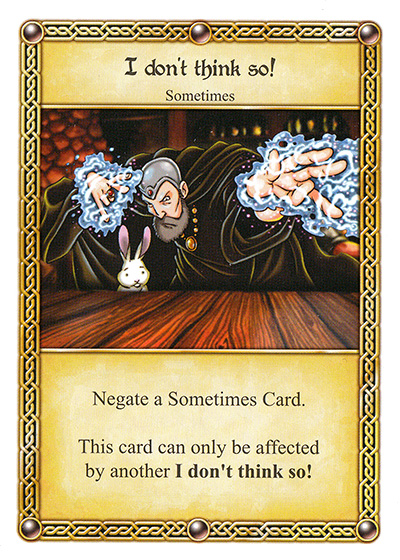 I don't think so!
Sometimes
Negate a Sometimes Card.
This card can only be affected
by another I don't think so!